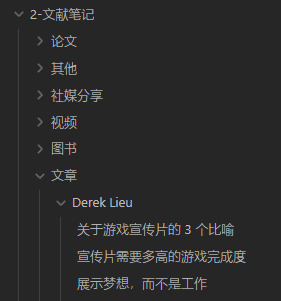 2-文献笔记
论文
其他
社媒分享
视频
图书
文章
Derek Lieu
关于游戏宣传片的 3 个比喻
宣传片需要多高的游戏完成度
展示梦想，而不是工作